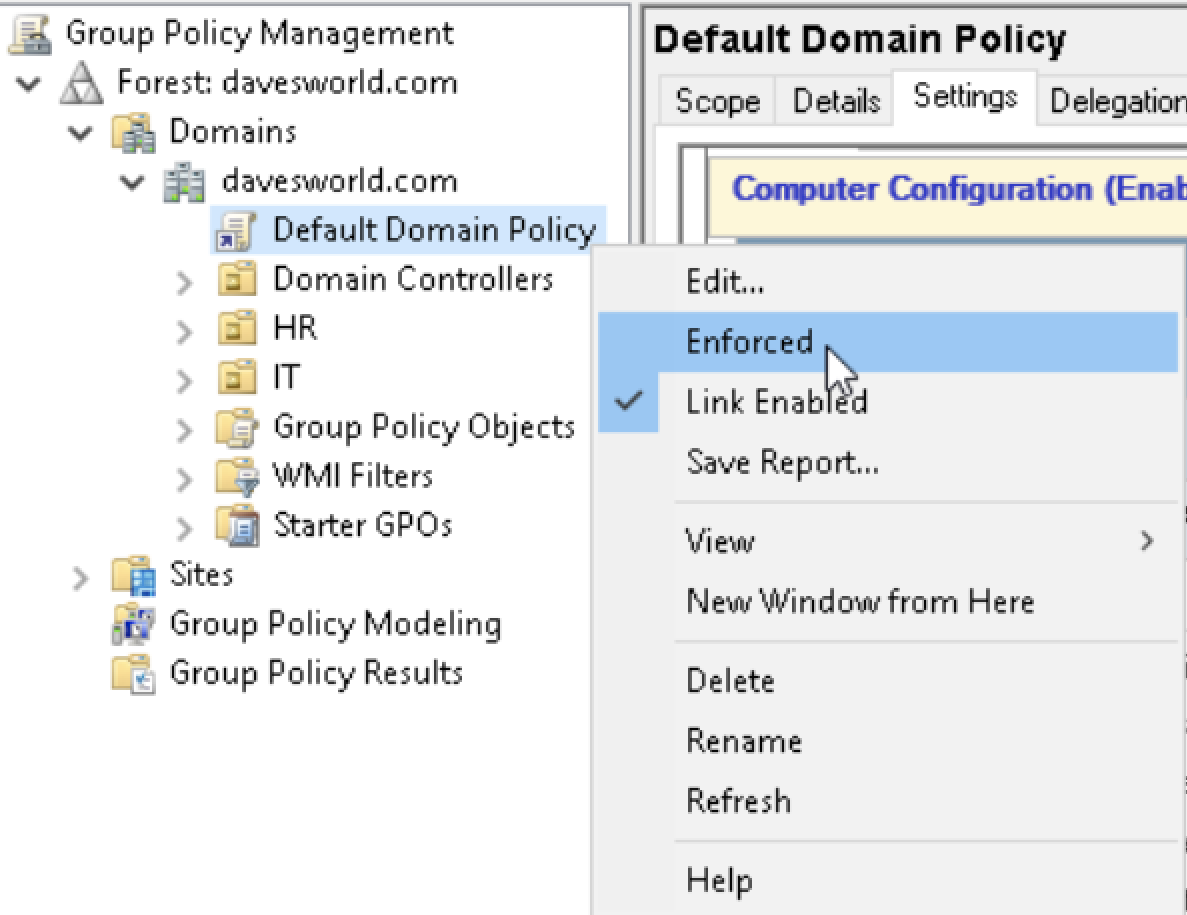 Group Policy Management
Forest: davesworld.com
Domains
davesworld.com
Default Domain Policy
Domain Controllers
HR
IT
Group Policy Objects
WMI Filters
Starter GPOs
Sites
Group Policy Modeling
Group Policy Results
Default Domain Policy
Scope Details Settings Delegation
Computer Configuration (Enab
Edit...
Enforced
Link Enabled
Save Report...
View
New Window from Here
Delete
Rename
Refresh
Help